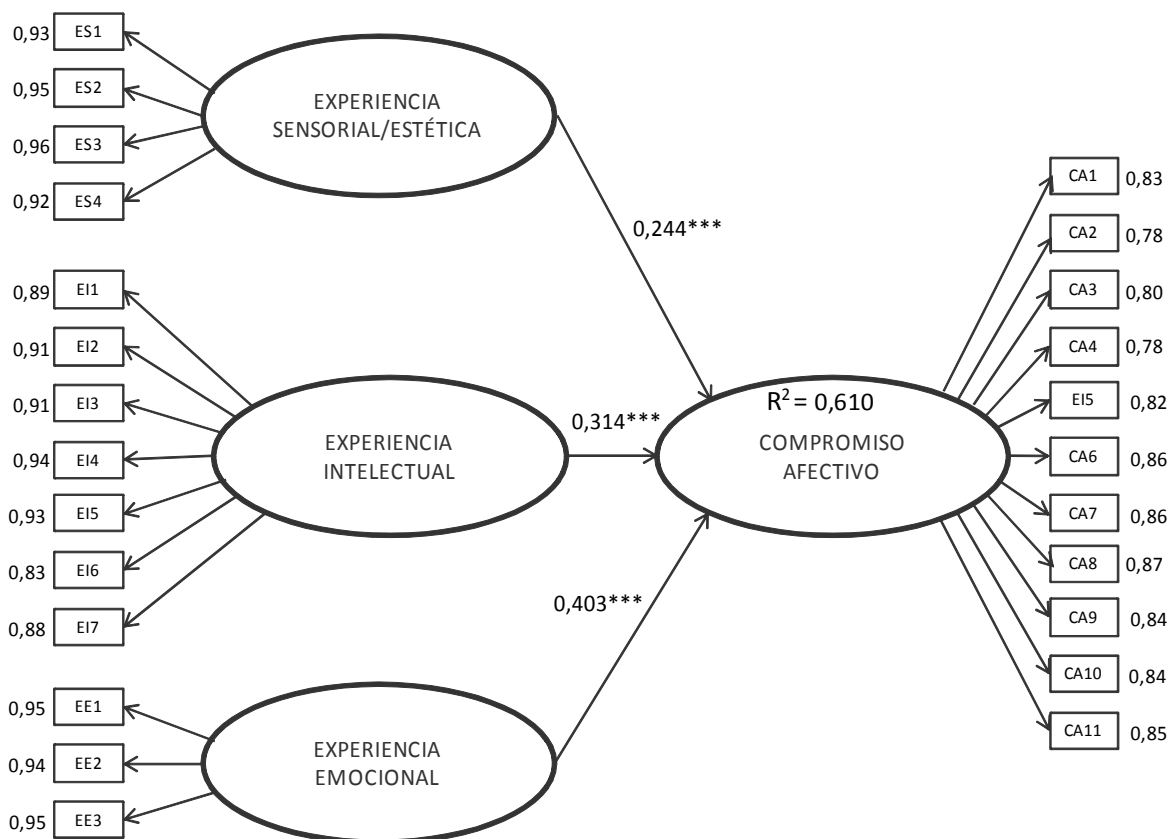 0,93 ES1
0,95 ES2
0,96 ES3
0,92 ES4
EXPERIENCIA
SENSORIAL/ESTÉTICA
0,244***
0,89 EI1
0,91 EI2
0,91 EI3
0,94 EI4
0,93 EI5
0,83 EI6
0,88 EI7
EXPERIENCIA
INTELECTUAL
0,314***
0,95 EE1
0,94 EE2
0,95 EE3
EXPERIENCIA
EMOCIONAL
0,403***
R² = 0,610
COMPROMISO
AFECTIVO
CA1 0,83
CA2 0,78
CA3 0,80
CA4 0,78
EI5 0,82
CA6 0,86
CA7 0,86
CA8 0,87
CA9 0,84
CA10 0,84
CA11 0,85